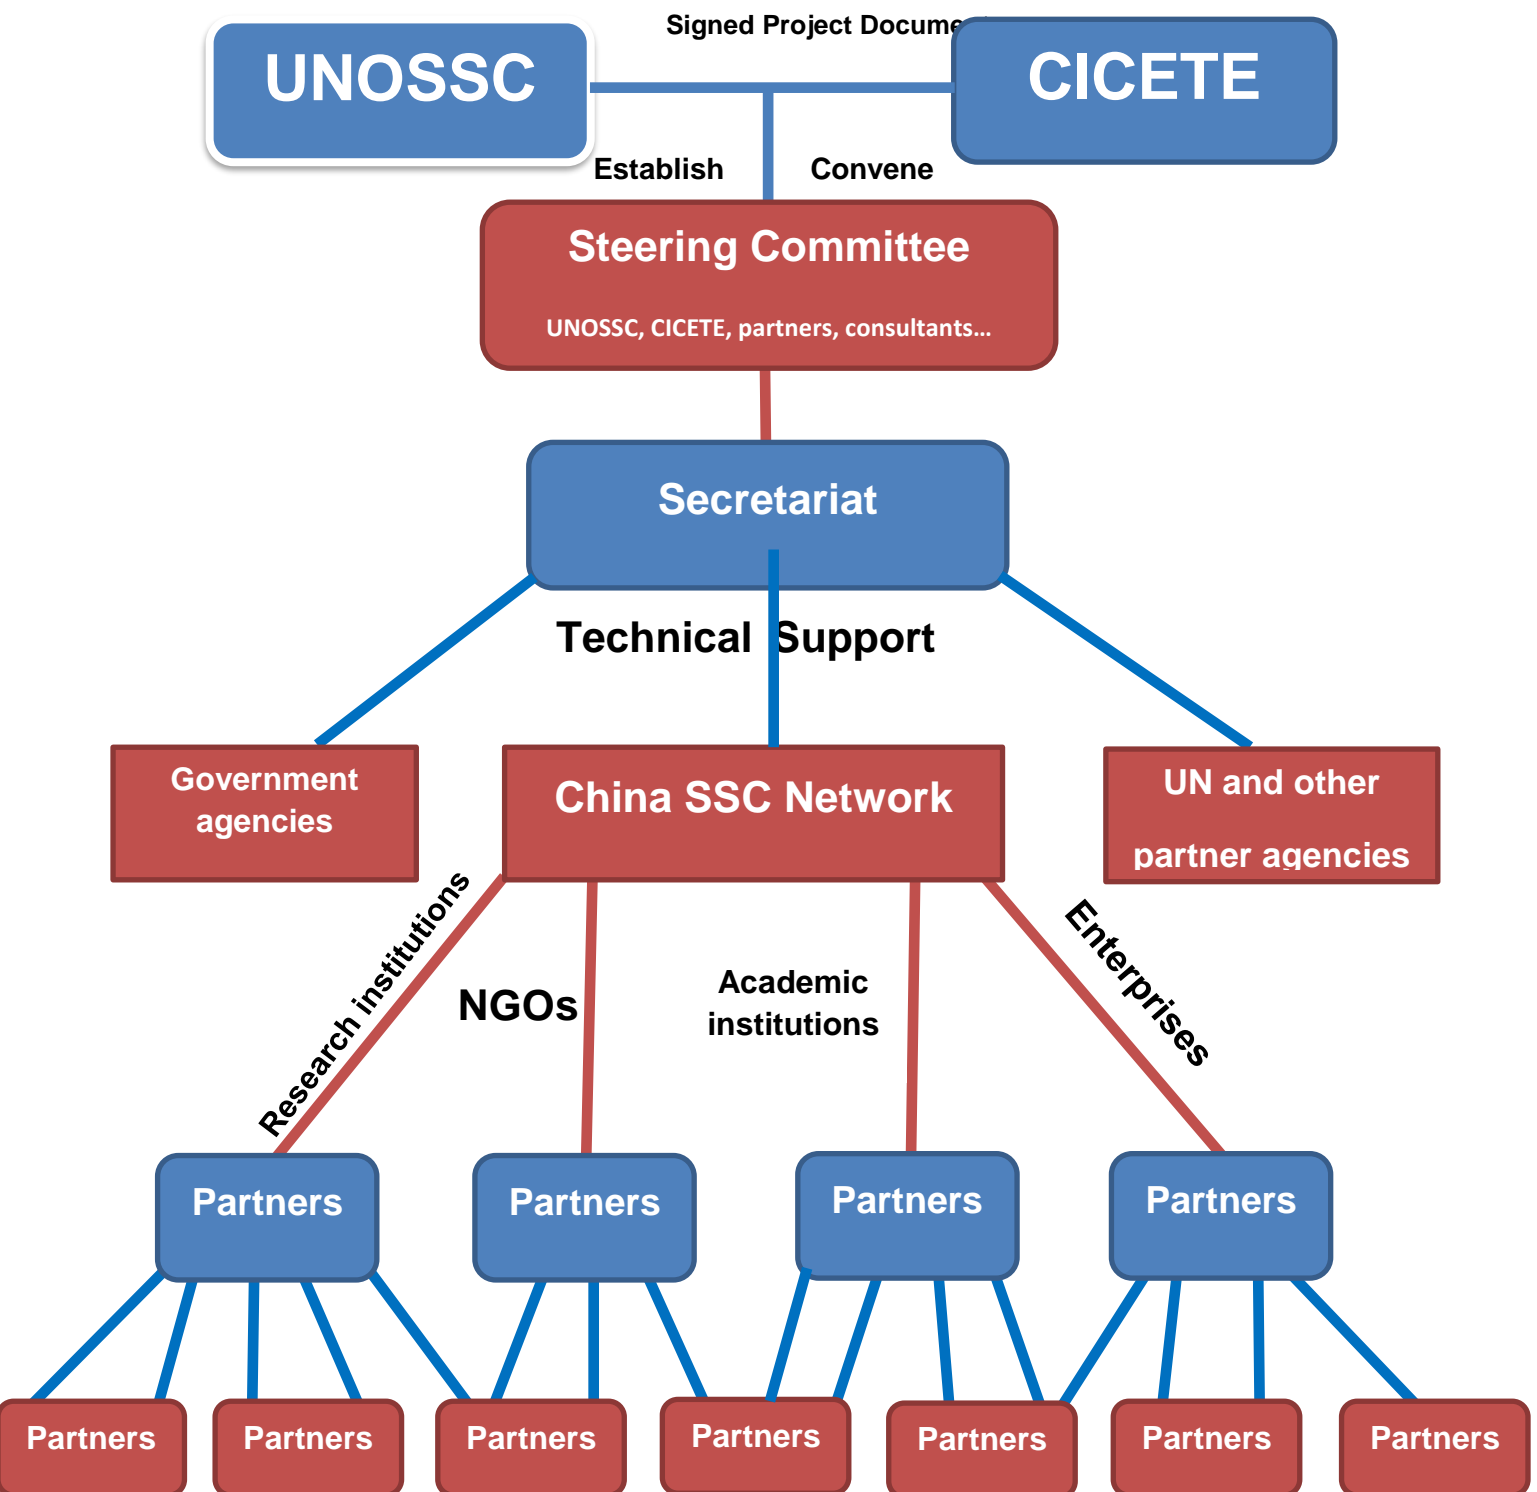 Signed Project Docume
UNOSSC
CICETE
Establish
Convene
Steering Committee
UNOSSC, CICETE, partners, consultants...
Secretariat
Technical Support
Government
agencies
China SSC Network
UN and other
partner agencies
Research institutions
NGOs
Academic
institutions
Enterprises
Partners
Partners
Partners
Partners
Partners
Partners
Partners
Partners
Partners
Partners
Partners